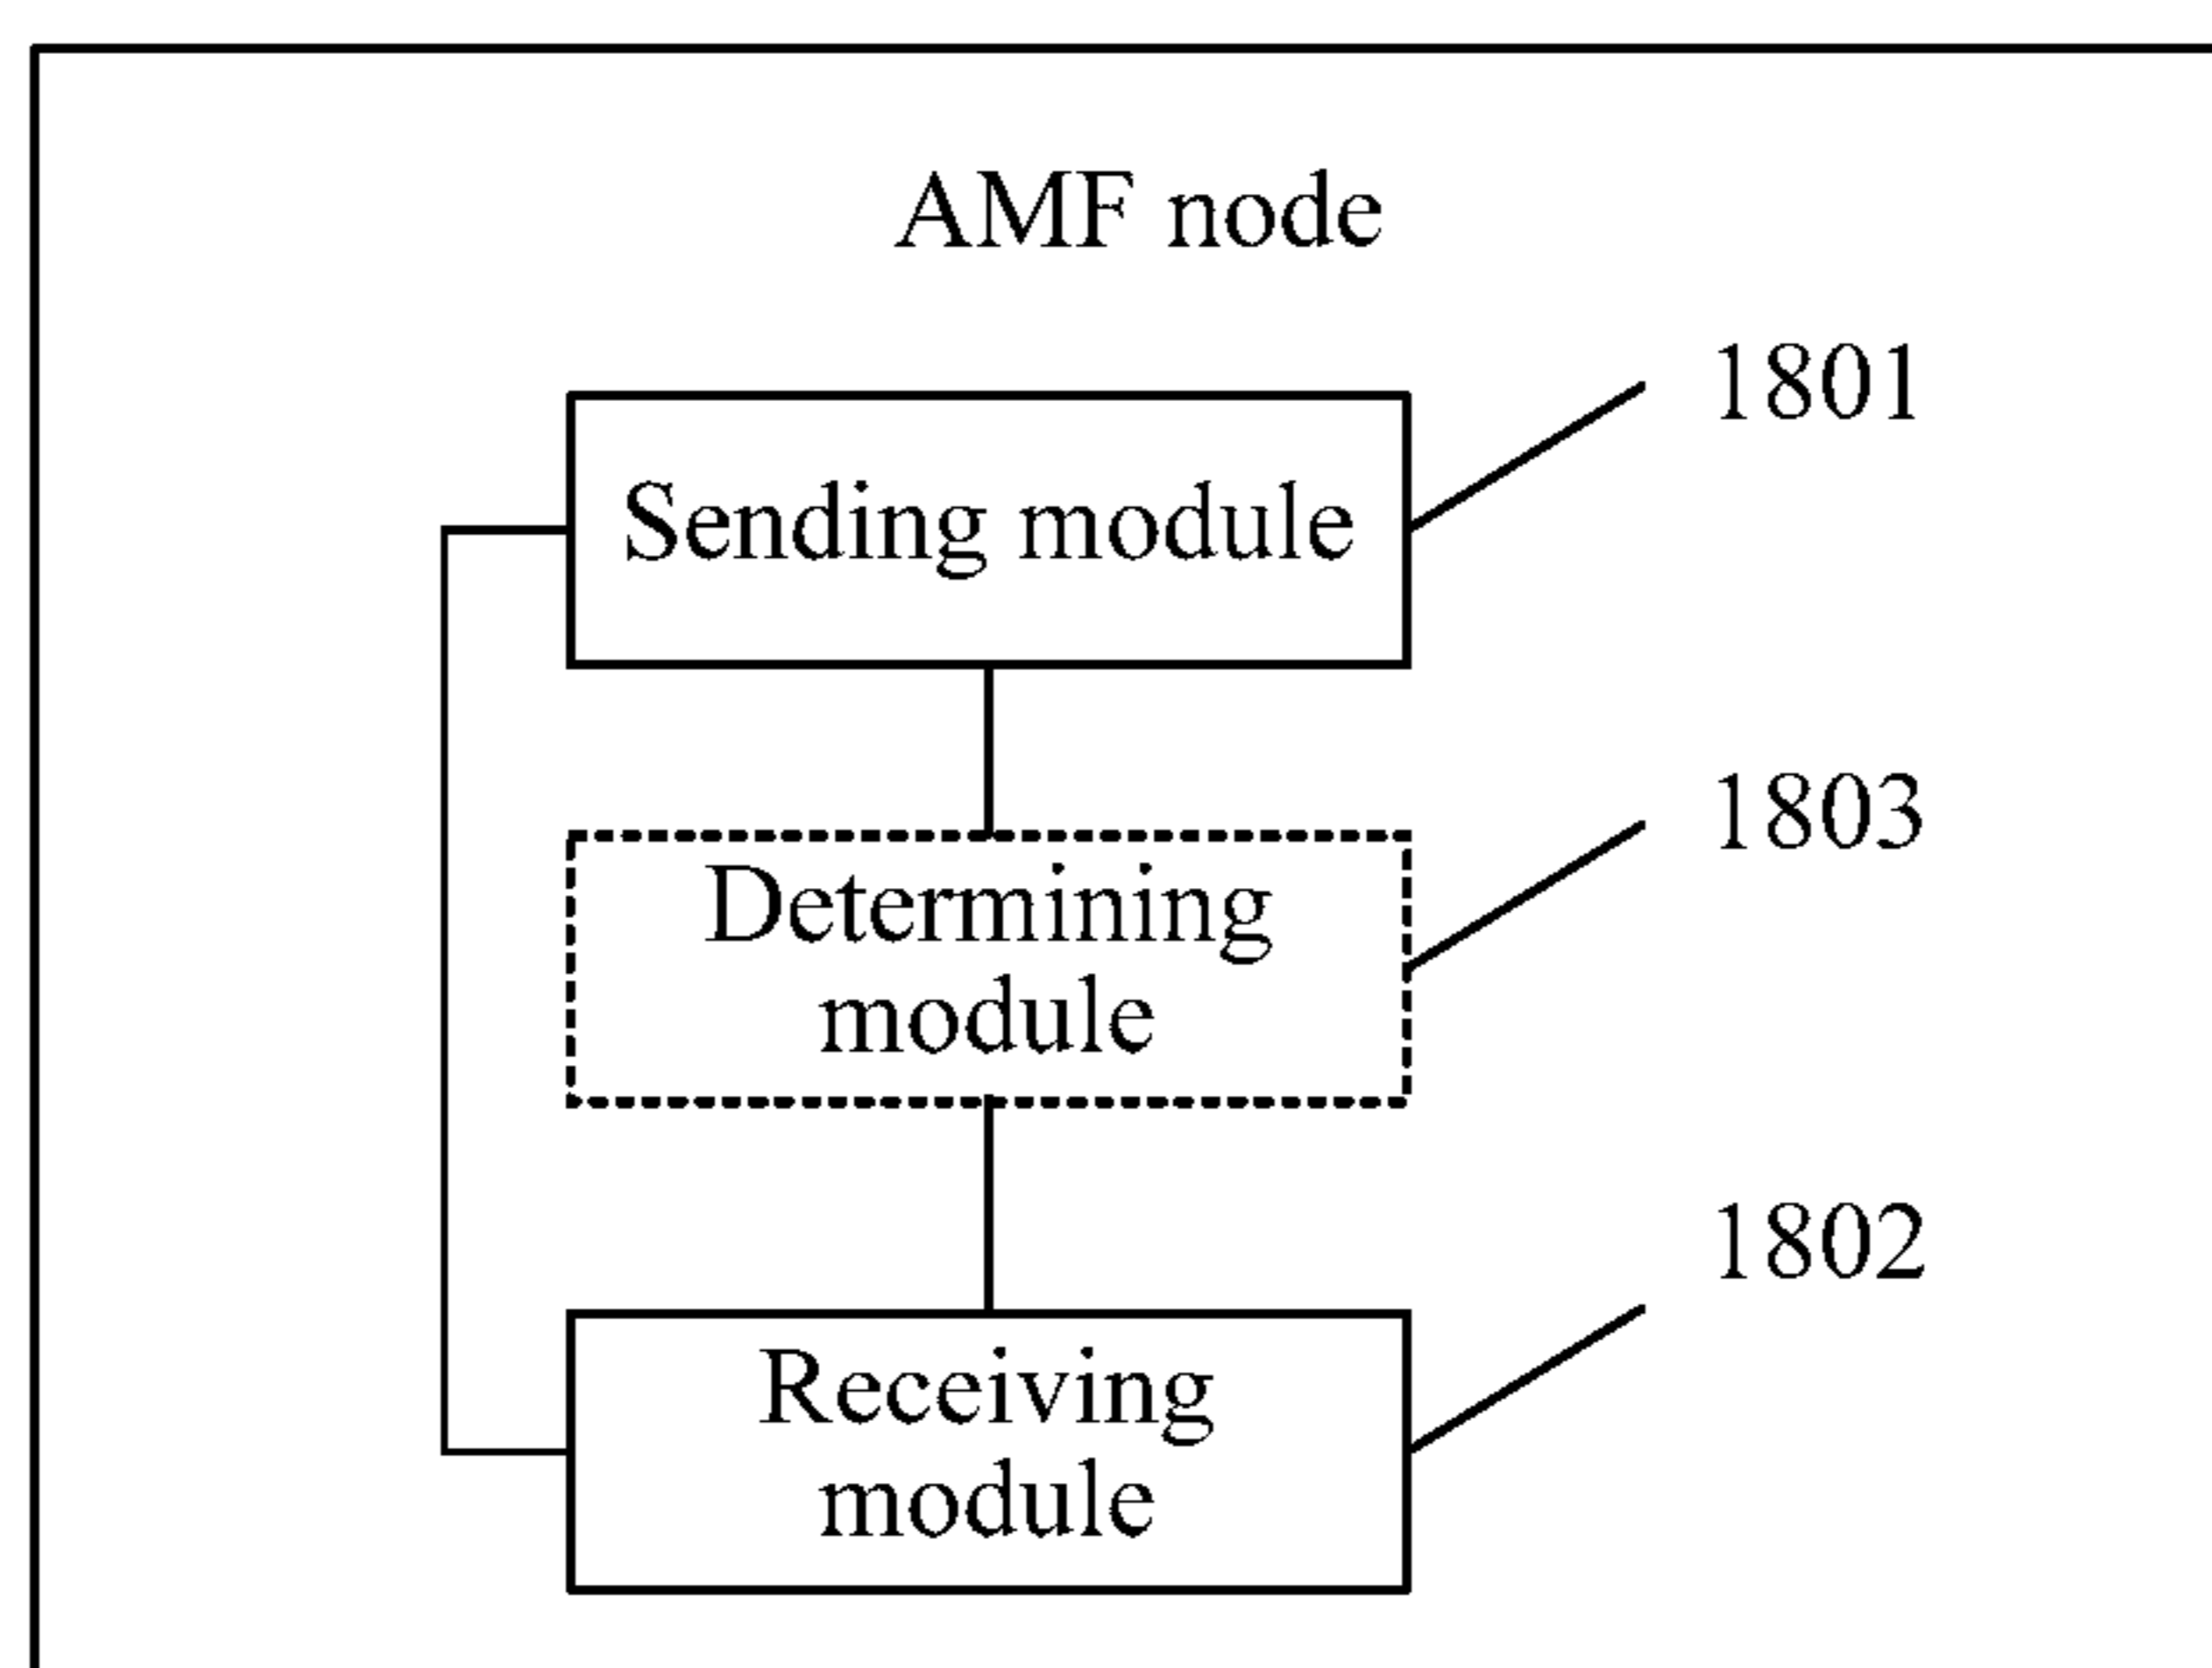 AMF node
1801
Sending module
1803
Determining
module
1802
Receiving
module